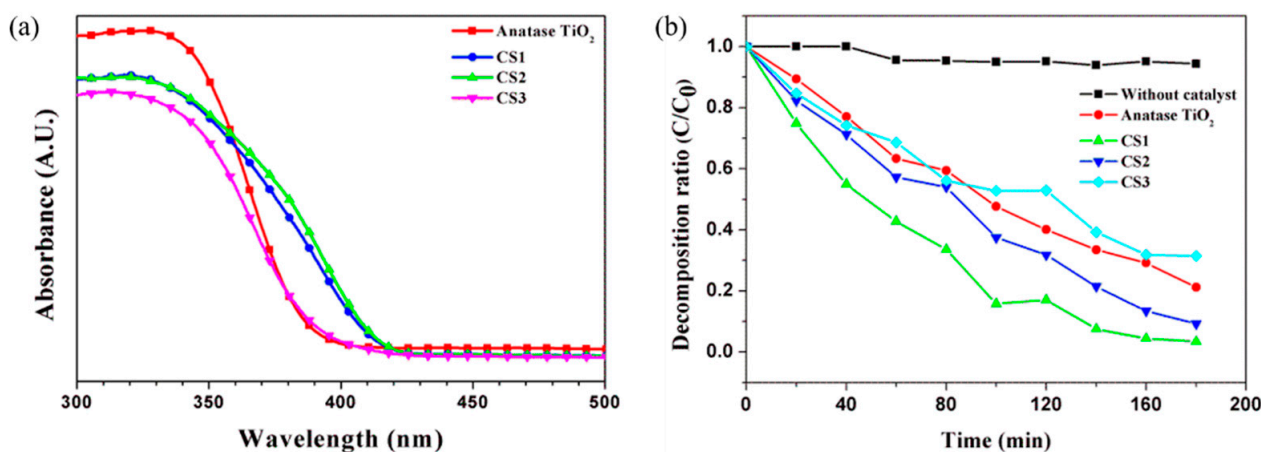 (a)
Absorbance (A.U.)
Anatase TiO₂
CS1
CS2
CS3
300
350
400
450
500
Wavelength (nm)
(b)
Decomposition ratio (C/C₀)
1.0
0.8
0.6
0.4
0.2
0.0
Without catalyst
Anatase TiO₂
CS1
CS2
CS3
0
40
80
120
160
200
Time (min)